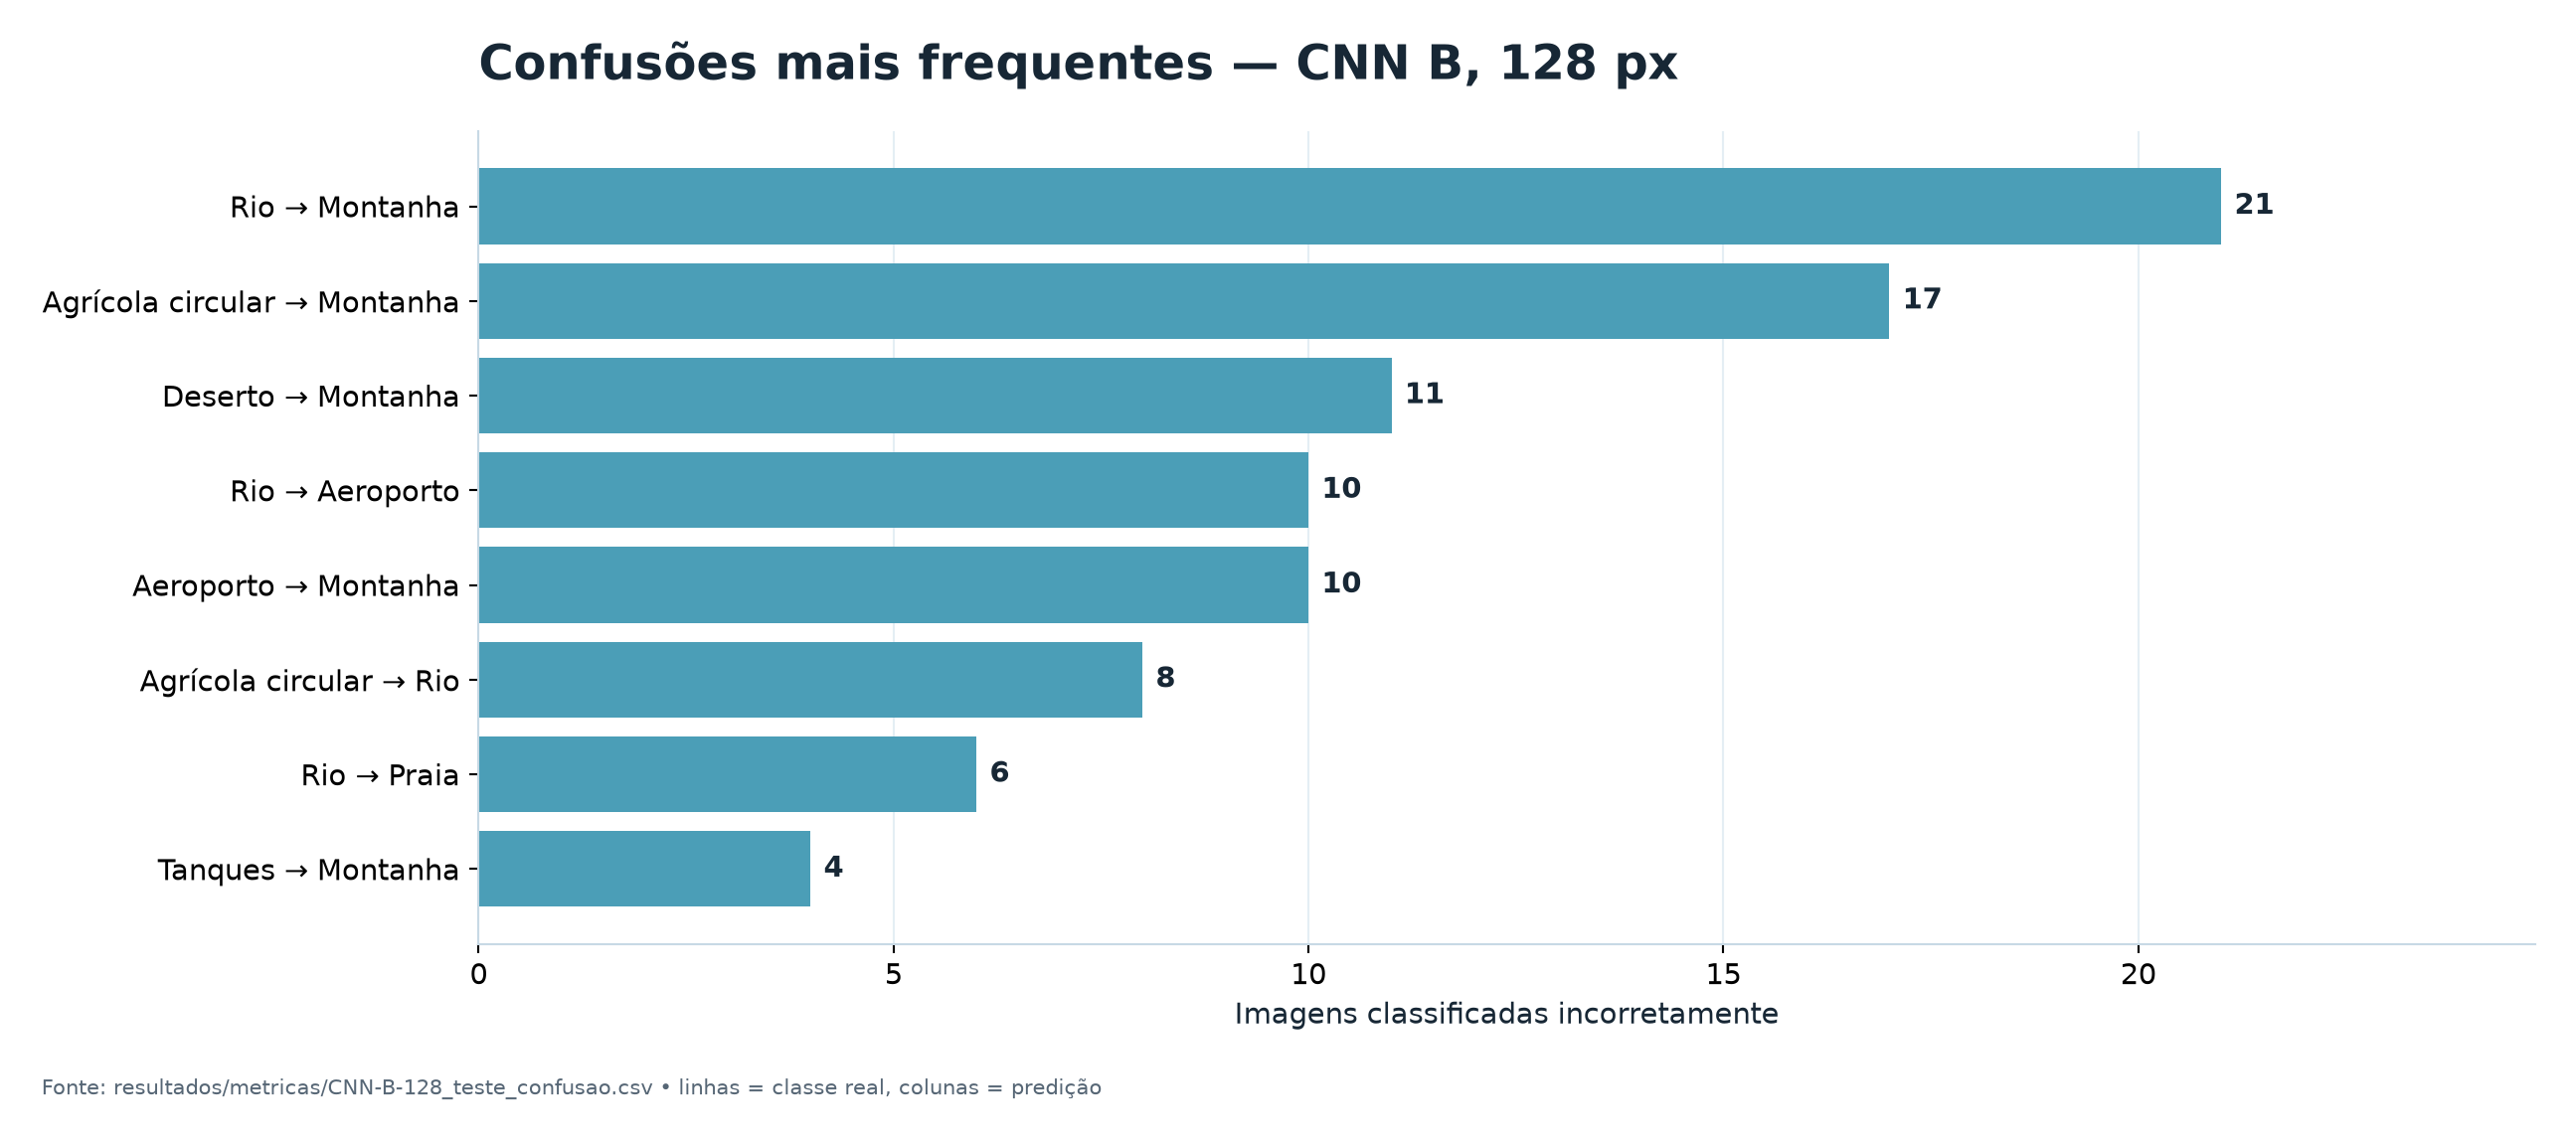 Confusões mais frequentes — CNN B, 128 px
Rio → Montanha
21
Agrícola circular → Montanha
17
Deserto → Montanha
11
Rio → Aeroporto
10
Aeroporto → Montanha
10
Agrícola circular → Rio
8
Rio → Praia
6
Tanques → Montanha
4
0 5 10 15 20
Imagens classificadas incorretamente
Fonte: resultados/metricas/CNN-B-128_teste_confusao.csv • linhas = classe real, colunas = predição